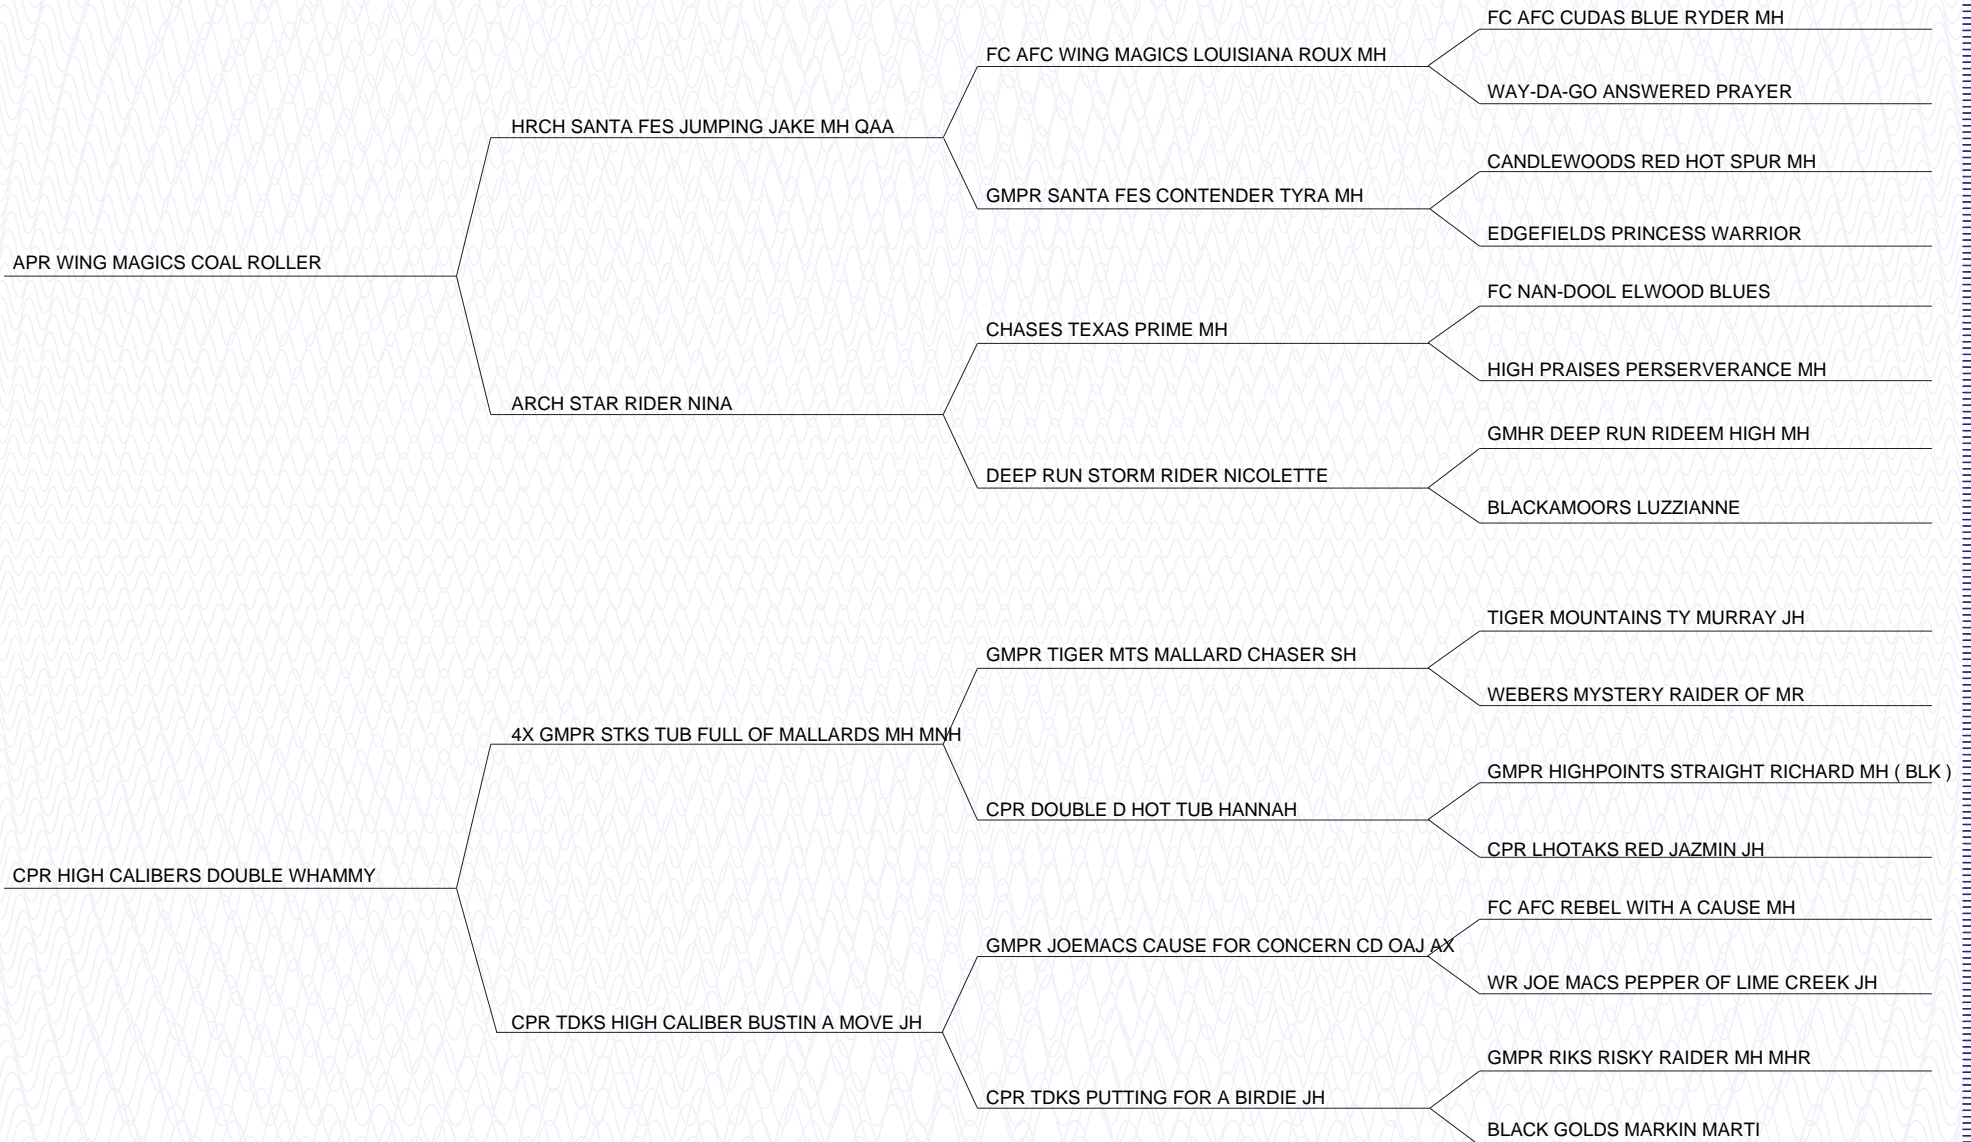 FC AFC CUDAS BLUE RYDER MH
FC AFC WING MAGICS LOUISIANA ROUX MH
WAY-DA-GO ANSWERED PRAYER
HRCH SANTA FES JUMPING JAKE MH QAA
CANDLEWOODS RED HOT SPUR MH
GMPR SANTA FES CONTENDER TYRA MH
EDGEFIELDS PRINCESS WARRIOR
APR WING MAGICS COAL ROLLER
FC NAN-DOOL ELWOOD BLUES
CHASES TEXAS PRIME MH
HIGH PRAISES PERSERVERANCE MH
ARCH STAR RIDER NINA
GMHR DEEP RUN RIDEEM HIGH MH
DEEP RUN STORM RIDER NICOLETTE
BLACKAMOORS LUZZIANNE
TIGER MOUNTAINS TY MURRAY JH
GMPR TIGER MTS MALLARD CHASER SH
WEBERS MYSTERY RAIDER OF MR
4X GMPR STKS TUB FULL OF MALLARDS MH MNH
GMPR HIGHPOINTS STRAIGHT RICHARD MH ( BLK )
CPR DOUBLE D HOT TUB HANNAH
CPR LHOTAKS RED JAZMIN JH
CPR HIGH CALIBERS DOUBLE WHAMMY
FC AFC REBEL WITH A CAUSE MH
GMPR JOEMACS CAUSE FOR CONCERN CD OAJ AX
WR JOE MACS PEPPER OF LIME CREEK JH
CPR TDKS HIGH CALIBER BUSTIN A MOVE JH
GMPR RIKS RISKY RAIDER MH MHR
CPR TDKS PUTTING FOR A BIRDIE JH
BLACK GOLDS MARKIN MARTI